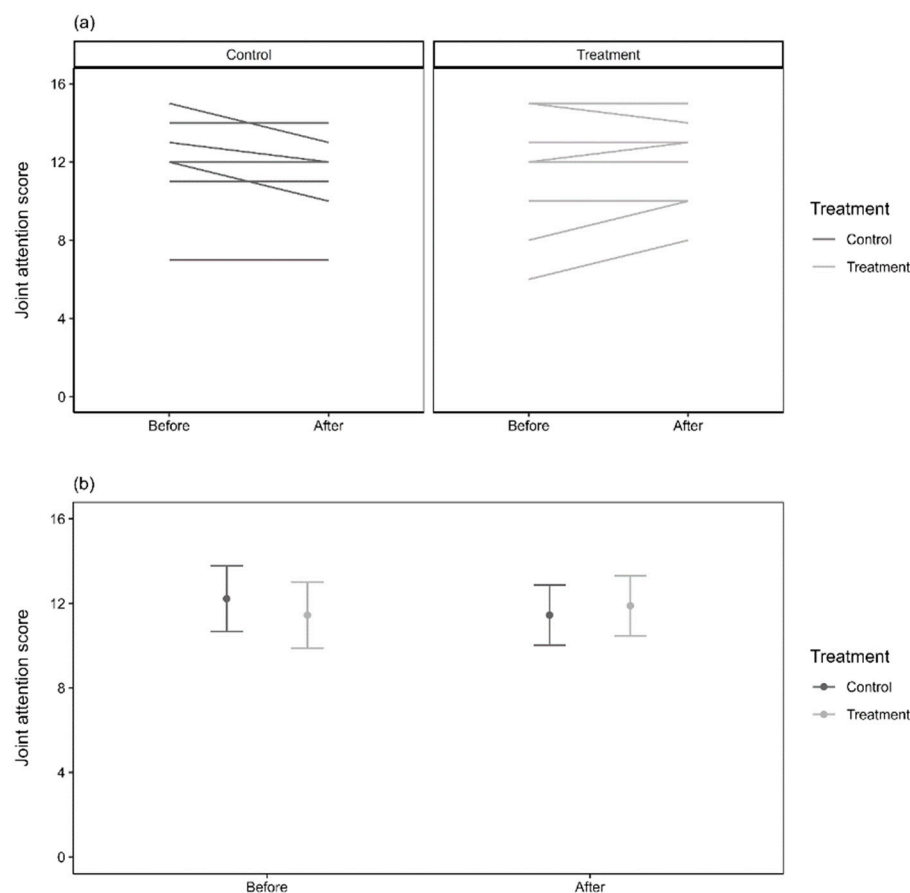 (a)
Control
Treatment
16
12
8
4
0
Joint attention score
Before
After
Before
After
Treatment
Control
Treatment
(b)
16
12
8
4
0
Joint attention score
Before
After
Treatment
Control
Treatment